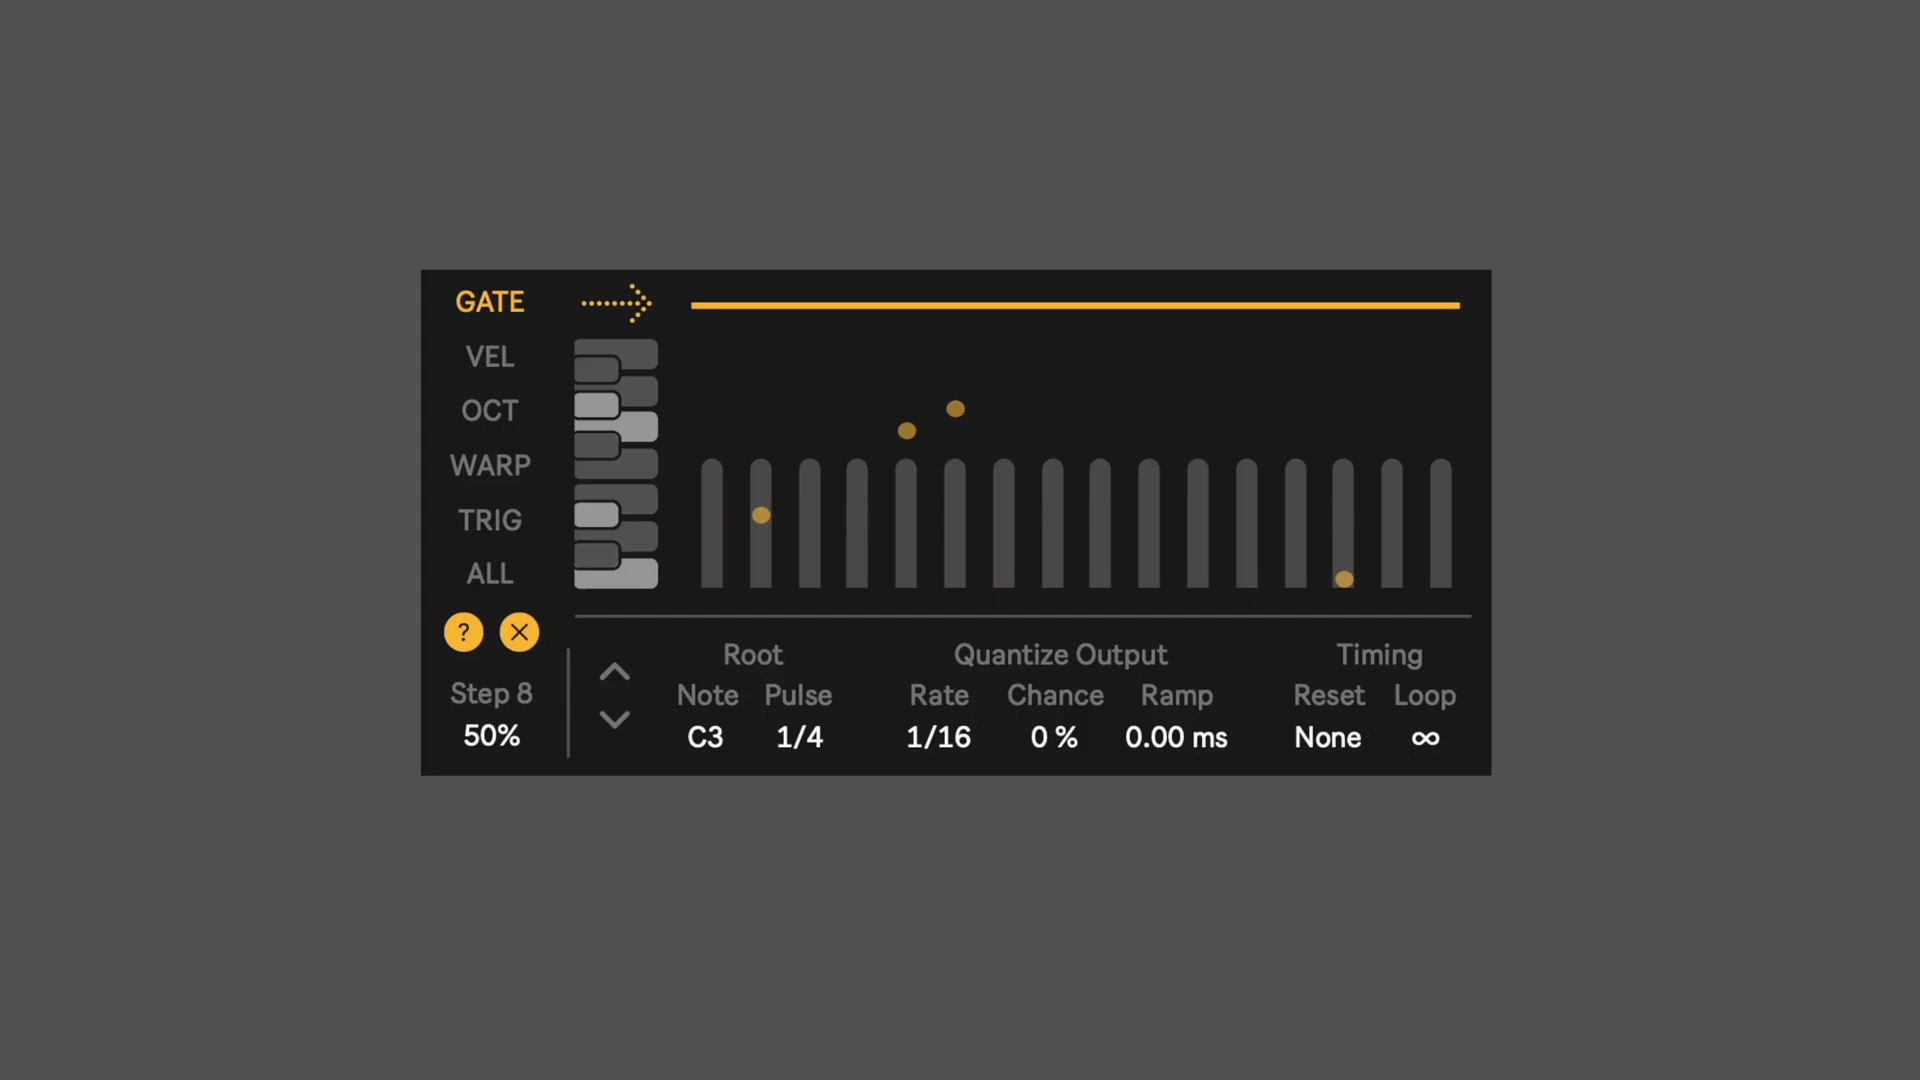 GATE
VEL
OCT
WARP
TRIG
ALL
?
Step 8
50%
Root
Quantize Output
Timing
Note Pulse Rate Chance Ramp Reset Loop
C3 1/4 1/16 0 % 0.00 ms None ∞